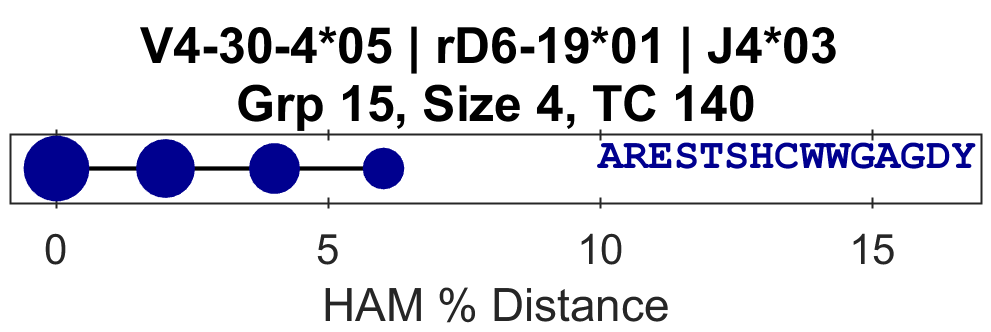 V4-30-4*05 | rD6-19*01 | J4*03
Grp 15, Size 4, TC 140
ARESTSHCWWGAGDY
0 5 10 15
HAM % Distance